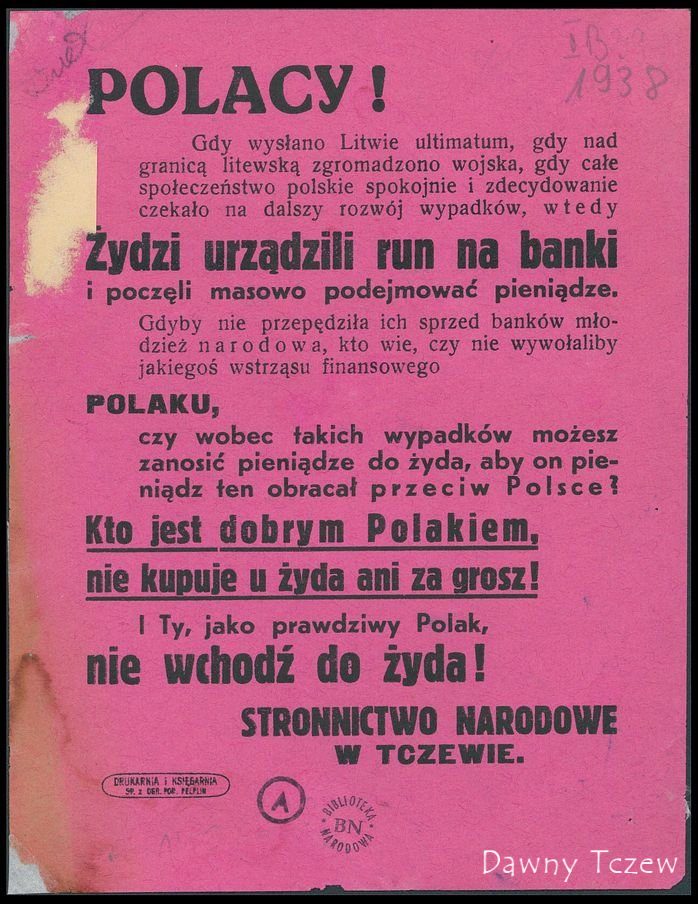 IB
1938
POLACY!
Gdy wysłano Litwie ultimatum, gdy nad
granicą litewską zgromadzono wojska, gdy całe
społeczeństwo polskie spokojnie i zdecydowanie
czekało na dalszy rozwój wypadków, wtedy
Żydzi urządzili run na banki
i poczęli masowo podejmować pieniądze.
Gdyby nie przepędziła ich sprzed banków mło-
dzież narodowa, kto wie, czy nie wywołaliby
jakiegoś wstrząsu finansowego
POLAKU,
czy wobec takich wypadków możesz
zanosić pieniądze do żyda, aby on pie-
niądz ten obracał przeciw Polsce?
Kto jest dobrym Polakiem,
nie kupuje u żyda ani za grosz!
I Ty, jako prawdziwy Polak,
nie wchodź do żyda!
STRONNICTWO NARODOWE
W TCZEWIE.
DRUKARNIA i KSIĘGARNIA
SP. z OGR. POR. PELPLIN
A
BIBLIOTEKA
BN
NARODOWA
Dawny Tczew